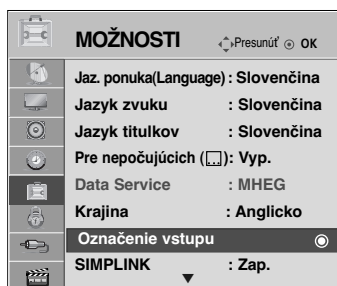 MOŽNOSTI Presunúť OK
Jaz. ponuka(Language) : Slovenčina
Jazyk zvuku : Slovenčina
Jazyk titulkov : Slovenčina
Pre nepočujúcich ( ): Vyp.
Data Service : MHEG
Krajina : Anglicko
Označenie vstupu
SIMPLINK : Zap.